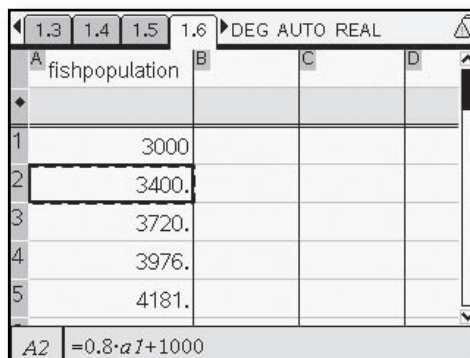 1.3 1.4 1.5 1.6 DEG AUTO REAL
A fishpopulation B C D
◆
1 3000
2 3400.
3 3720.
4 3976.
5 4181.
A2 =0.8·a1+1000